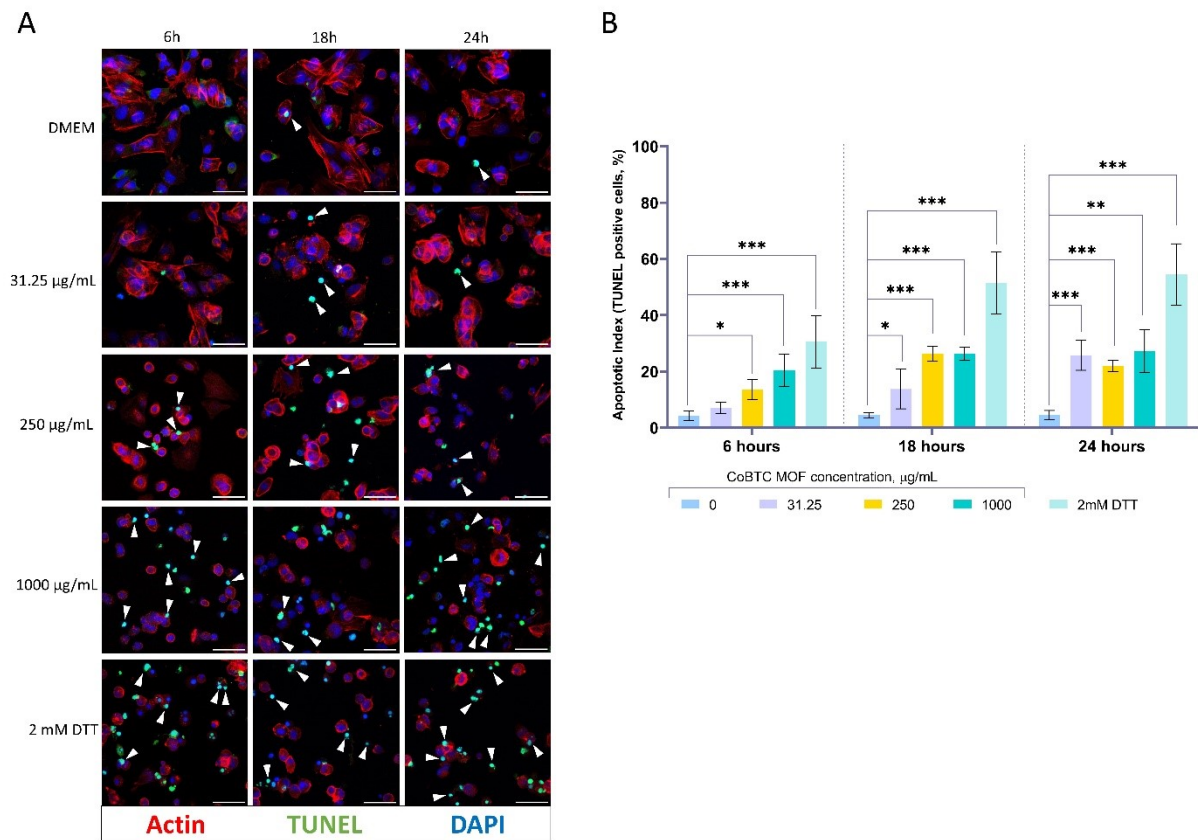 A
6h 18h 24h
DMEM
31.25 µg/mL
250 µg/mL
1000 µg/mL
2 mM DTT
Actin TUNEL DAPI
B
Apoptotic Index (TUNEL positive cells, %)
100
80
60
40
20
0
* *** ***
* *** *** ***
*** *** ** ***
6 hours 18 hours 24 hours
CoBTC MOF concentration, µg/mL
0 31.25 250 1000 2mM DTT